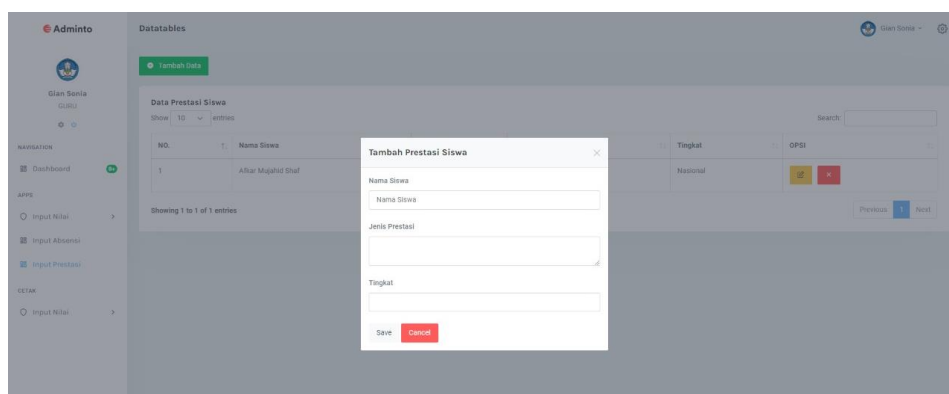 Adminto
Datatables
Gian Sonia
Gian Sonia
GURU
Tambah Data
Data Prestasi Siswa
Show 10 entries
Search:
NAVIGATION
Dashboard
APPS
Input Nilai
Input Absensi
Input Prestasi
CETAK
Input Nilai
NO. Nama Siswa Tingkat OPSI
1 Afkar Mujahid Shaf Nasional
Showing 1 to 1 of 1 entries
Previous 1 Next
Tambah Prestasi Siswa
Nama Siswa
Nama Siswa
Jenis Prestasi
Tingkat
Save Cancel